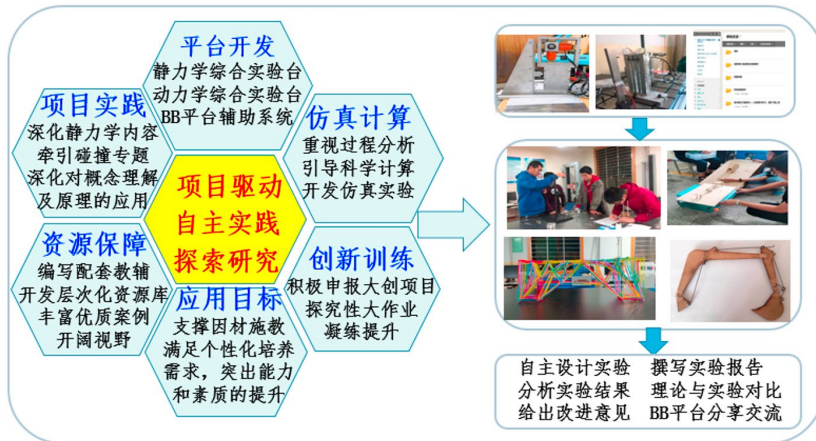 平台开发
静力学综合实验台
动力学综合实验台
BB平台辅助系统
项目实践
深化静力学内容
牵引碰撞专题
深化对概念理解
及原理的应用
仿真计算
重视过程分析
引导科学计算
开发仿真实验
项目驱动
自主实践
探索研究
资源保障
编写配套教辅
开发层次化资源库
丰富优质案例
开阔视野
创新训练
积极申报大创项目
探究性大作业
凝练提升
应用目标
支撑因材施教
满足个性化培养
需求,突出能力
和素质的提升
自主设计实验 撰写实验报告
分析实验结果 理论与实验对比
给出改进意见 BB平台分享交流